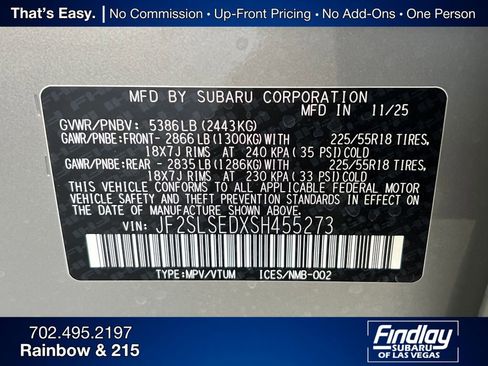 That's Easy. | No Commission • Up-Front Pricing • No Add-Ons • One Person
MFD BY SUBARU CORPORATION
IN 11/25
GVWR/PNBV: 5386LB(2443KG)
GAWR/PNBE:FRONT- 2866LB(1300KG)WITH 225/55R18 TIRES,
18X7J RIMS AT 240 KPA(35 PSI)COLD
GAWR/PNBE:REAR - 2835LB(1286KG)WITH 225/55R18 TIRES,
18X7J RIMS AT 230 KPA(33 PSI)COLD
THIS VEHICLE CONFORMS TO ALL APPLICABLE FEDERAL MOTOR
VEHICLE SAFETY AND THEFT PREVENTION STANDARDS IN EFFECT
ON THE DATE OF MANUFACTURE SHOWN ABOVE.
VIN: JF2SLSEDXSH455273
TYPE:MPV/VTUM ICES/NMB-002
702.495.2197
Rainbow & 215
Findlay
SUBARU
OF LAS VEGAS